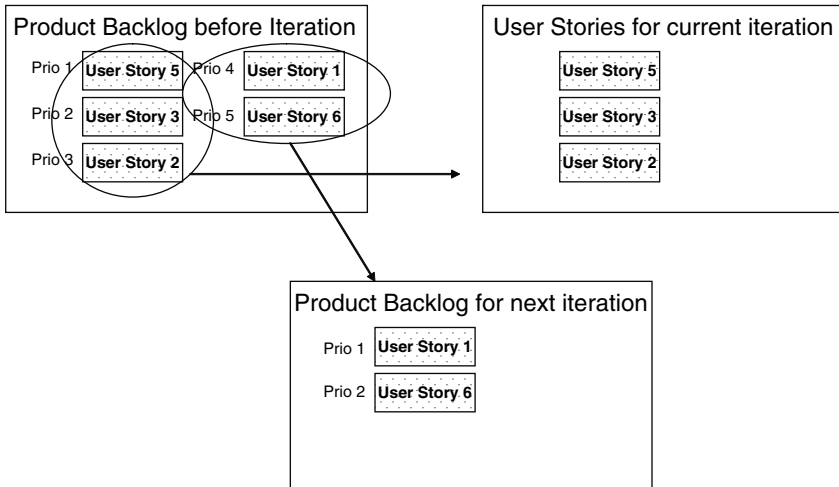 Product Backlog before Iteration
Prio 1 User Story 5 Prio 4 User Story 1
Prio 2 User Story 3 Prio 5 User Story 6
Prio 3 User Story 2
User Stories for current iteration
User Story 5
User Story 3
User Story 2
Product Backlog for next iteration
Prio 1 User Story 1
Prio 2 User Story 6